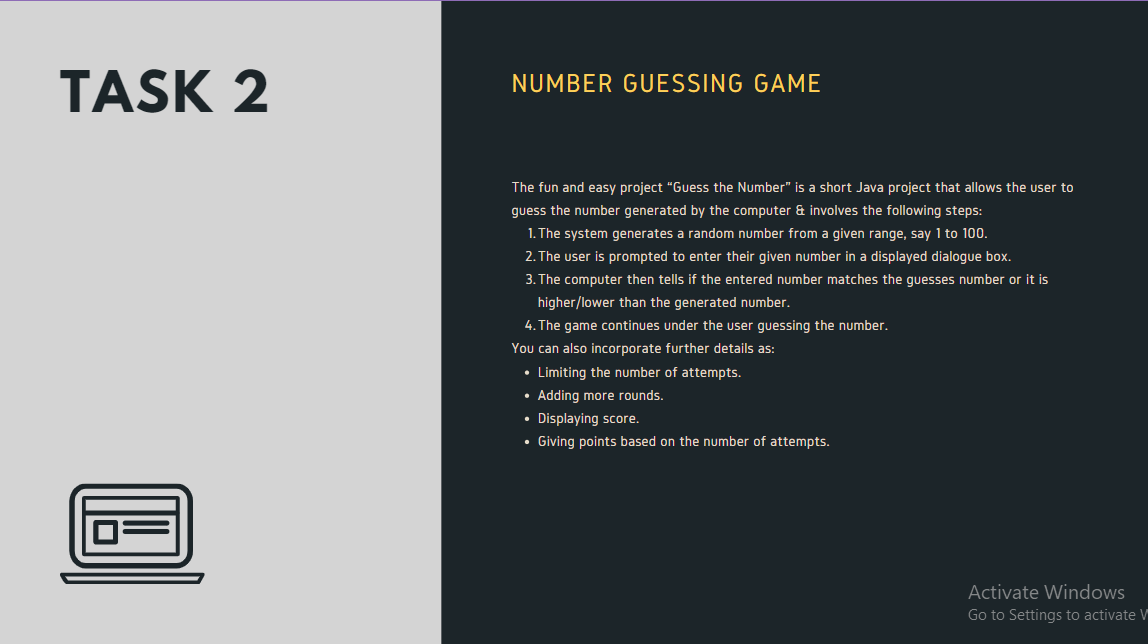 TASK 2
NUMBER GUESSING GAME
The fun and easy project “Guess the Number” is a short Java project that allows the user to
guess the number generated by the computer & involves the following steps:
1. The system generates a random number from a given range, say 1 to 100.
2. The user is prompted to enter their given number in a displayed dialogue box.
3. The computer then tells if the entered number matches the guesses number or it is
higher/lower than the generated number.
4. The game continues under the user guessing the number.
You can also incorporate further details as:
• Limiting the number of attempts.
• Adding more rounds.
• Displaying score.
• Giving points based on the number of attempts.
Activate Windows
Go to Settings to activate W